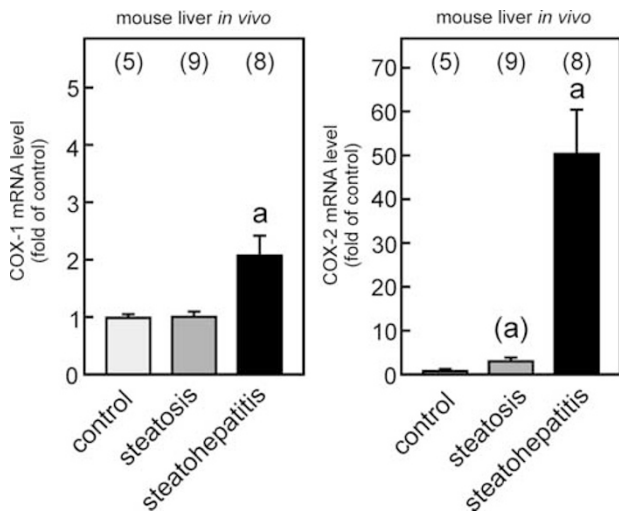 mouse liver in vivo
COX-1 mRNA level
(fold of control)
5
4
3
2
1
0
(5) (9) (8)
a
control
steatosis
steatohepatitis
mouse liver in vivo
COX-2 mRNA level
(fold of control)
70
60
50
40
30
20
10
0
(5) (9) (8)
a
(a)
control
steatosis
steatohepatitis